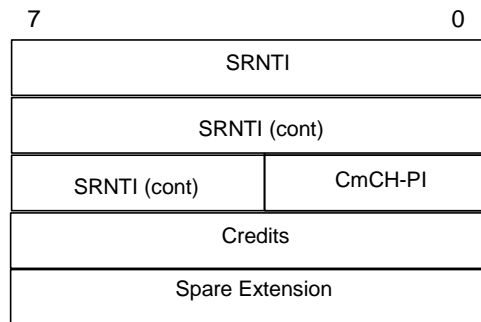 7 0
SRNTI
SRNTI (cont)
SRNTI (cont) CmCH-PI
Credits
Spare Extension